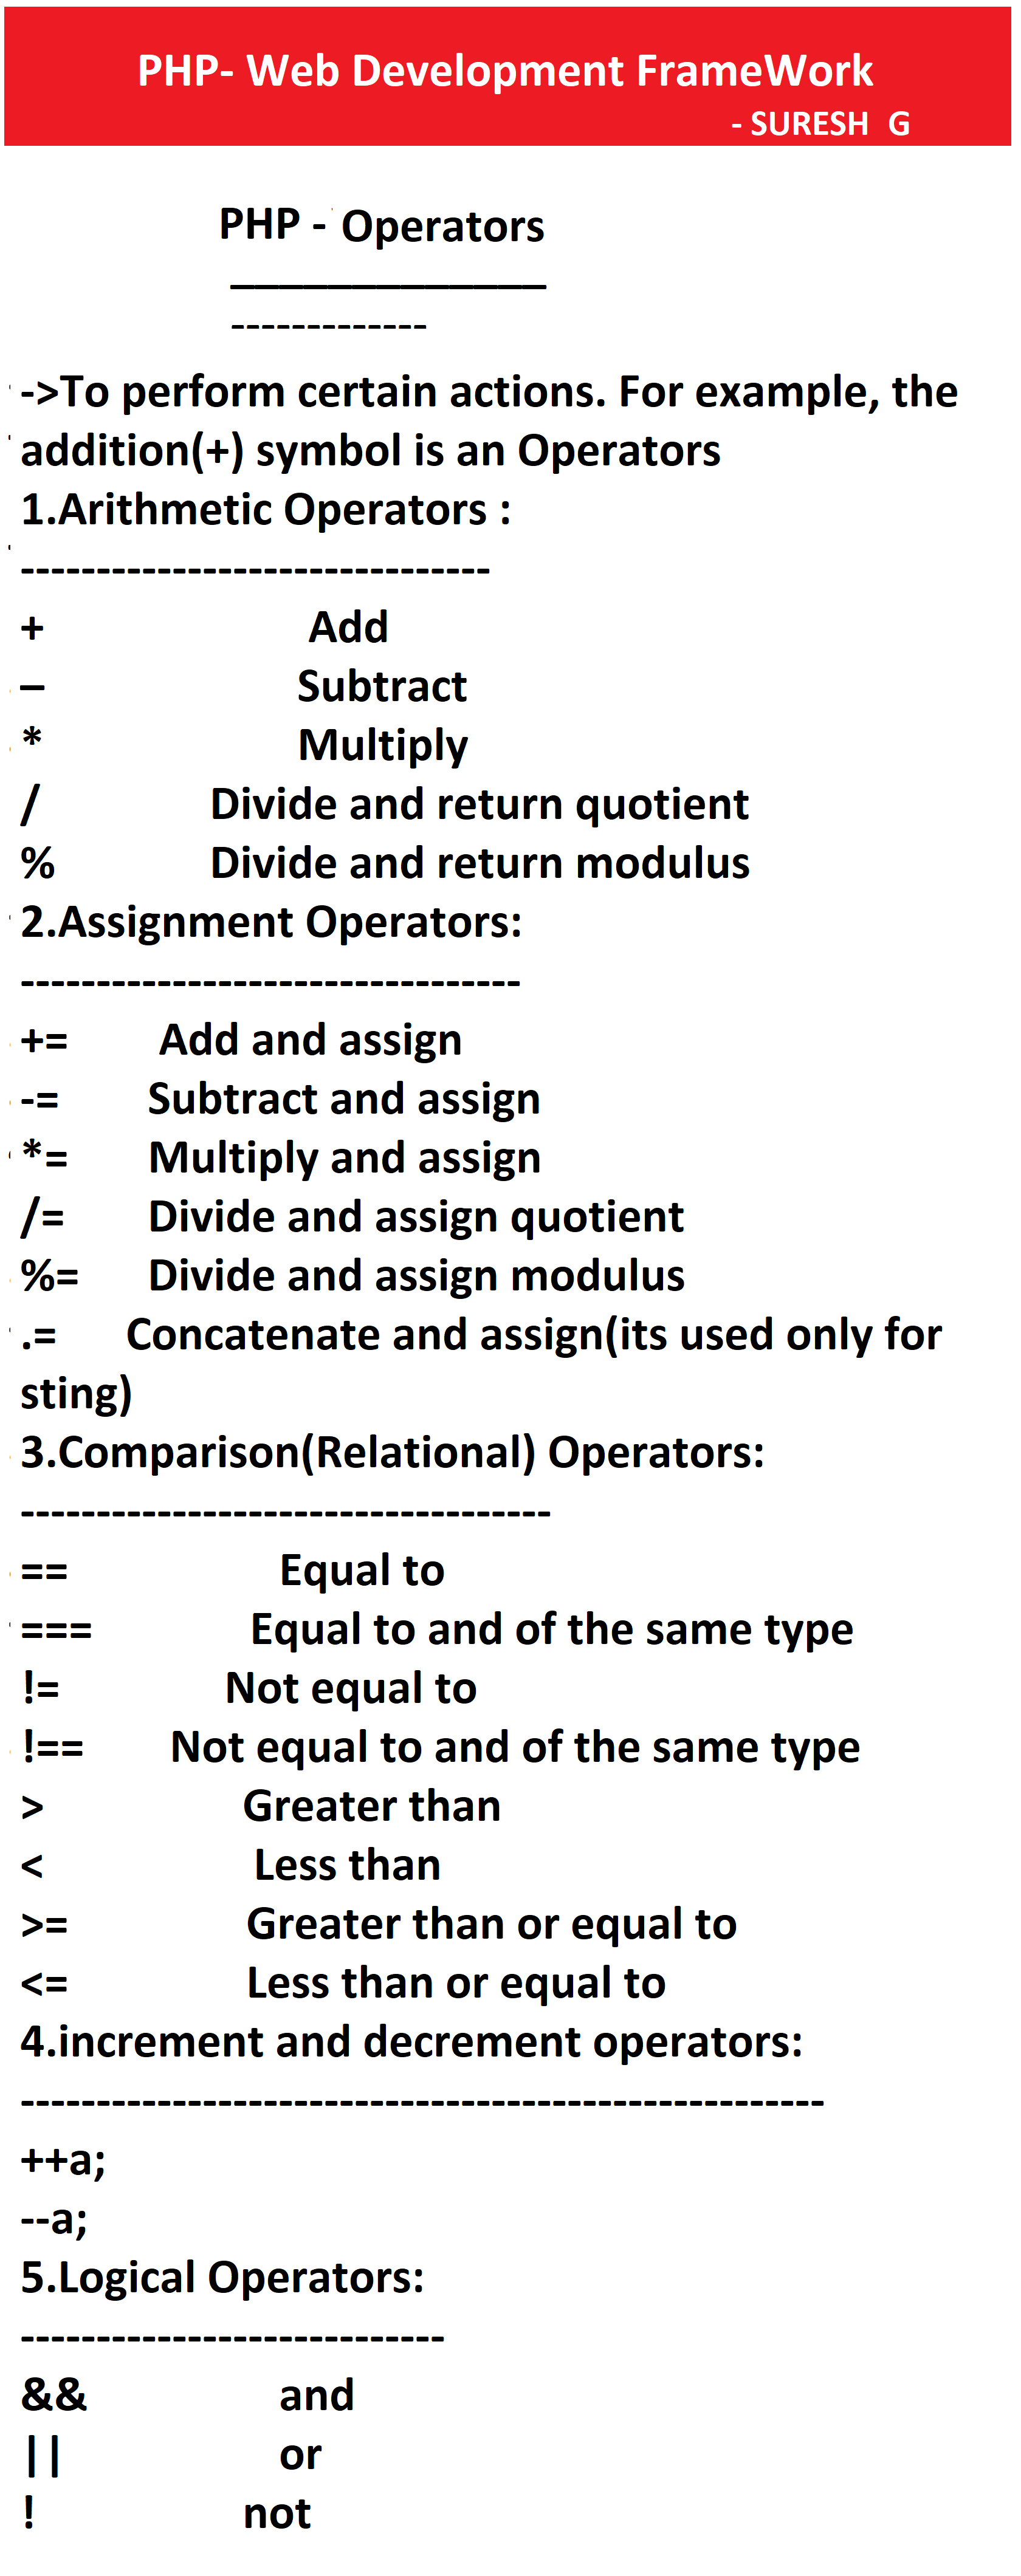 PHP- Web Development FrameWork
- SURESH  G
PHP - Operators
_____________
-------------
->To perform certain actions. For example, the
addition(+) symbol is an Operators
1.Arithmetic Operators :
-------------------------------
+ Add
– Subtract
* Multiply
/ Divide and return quotient
% Divide and return modulus
2.Assignment Operators:
---------------------------------
+= Add and assign
-= Subtract and assign
*= Multiply and assign
/= Divide and assign quotient
%= Divide and assign modulus
.= Concatenate and assign(its used only for
sting)
3.Comparison(Relational) Operators:
-----------------------------------
== Equal to
=== Equal to and of the same type
!= Not equal to
!== Not equal to and of the same type
> Greater than
< Less than
>= Greater than or equal to
<= Less than or equal to
4.increment and decrement operators:
-----------------------------------------------------
++a;
--a;
5.Logical Operators:
----------------------------
&& and
|| or
! not